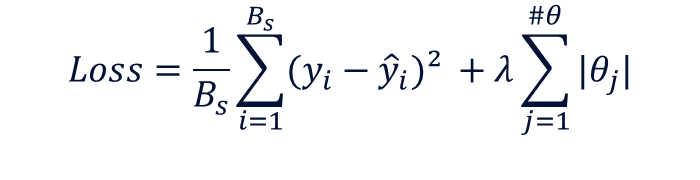 Loss = \frac{1}{B_s} \sum_{i=1}^{B_s} (y_i - \hat{y}_i)^2 + \lambda \sum_{j=1}^{\#\theta} |\theta_j|